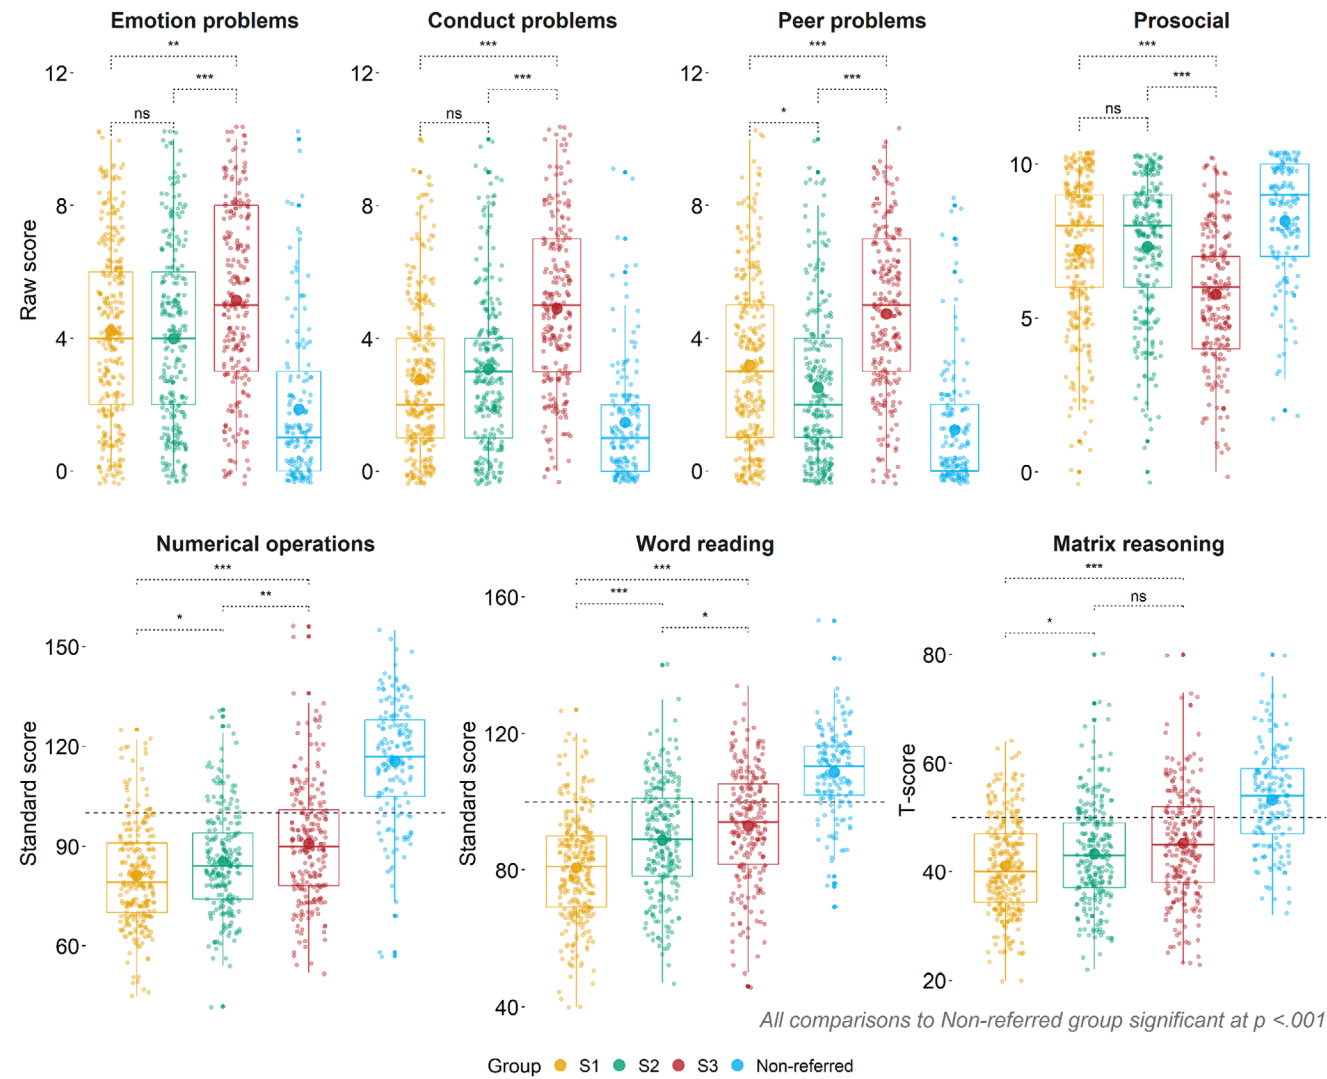 Emotion problems
Conduct problems
Peer problems
Prosocial
**
***
ns
***
***
ns
***
***
*
***
***
ns
Raw score
12
8
4
0
12
8
4
0
12
8
4
0
10
5
0
Numerical operations
Word reading
Matrix reasoning
***
**
*
***
***
*
***
ns
*
Standard score
150
120
90
60
Standard score
160
120
80
40
T-score
80
60
40
20
All comparisons to Non-referred group significant at p <.001
Group S1 S2 S3 Non-referred